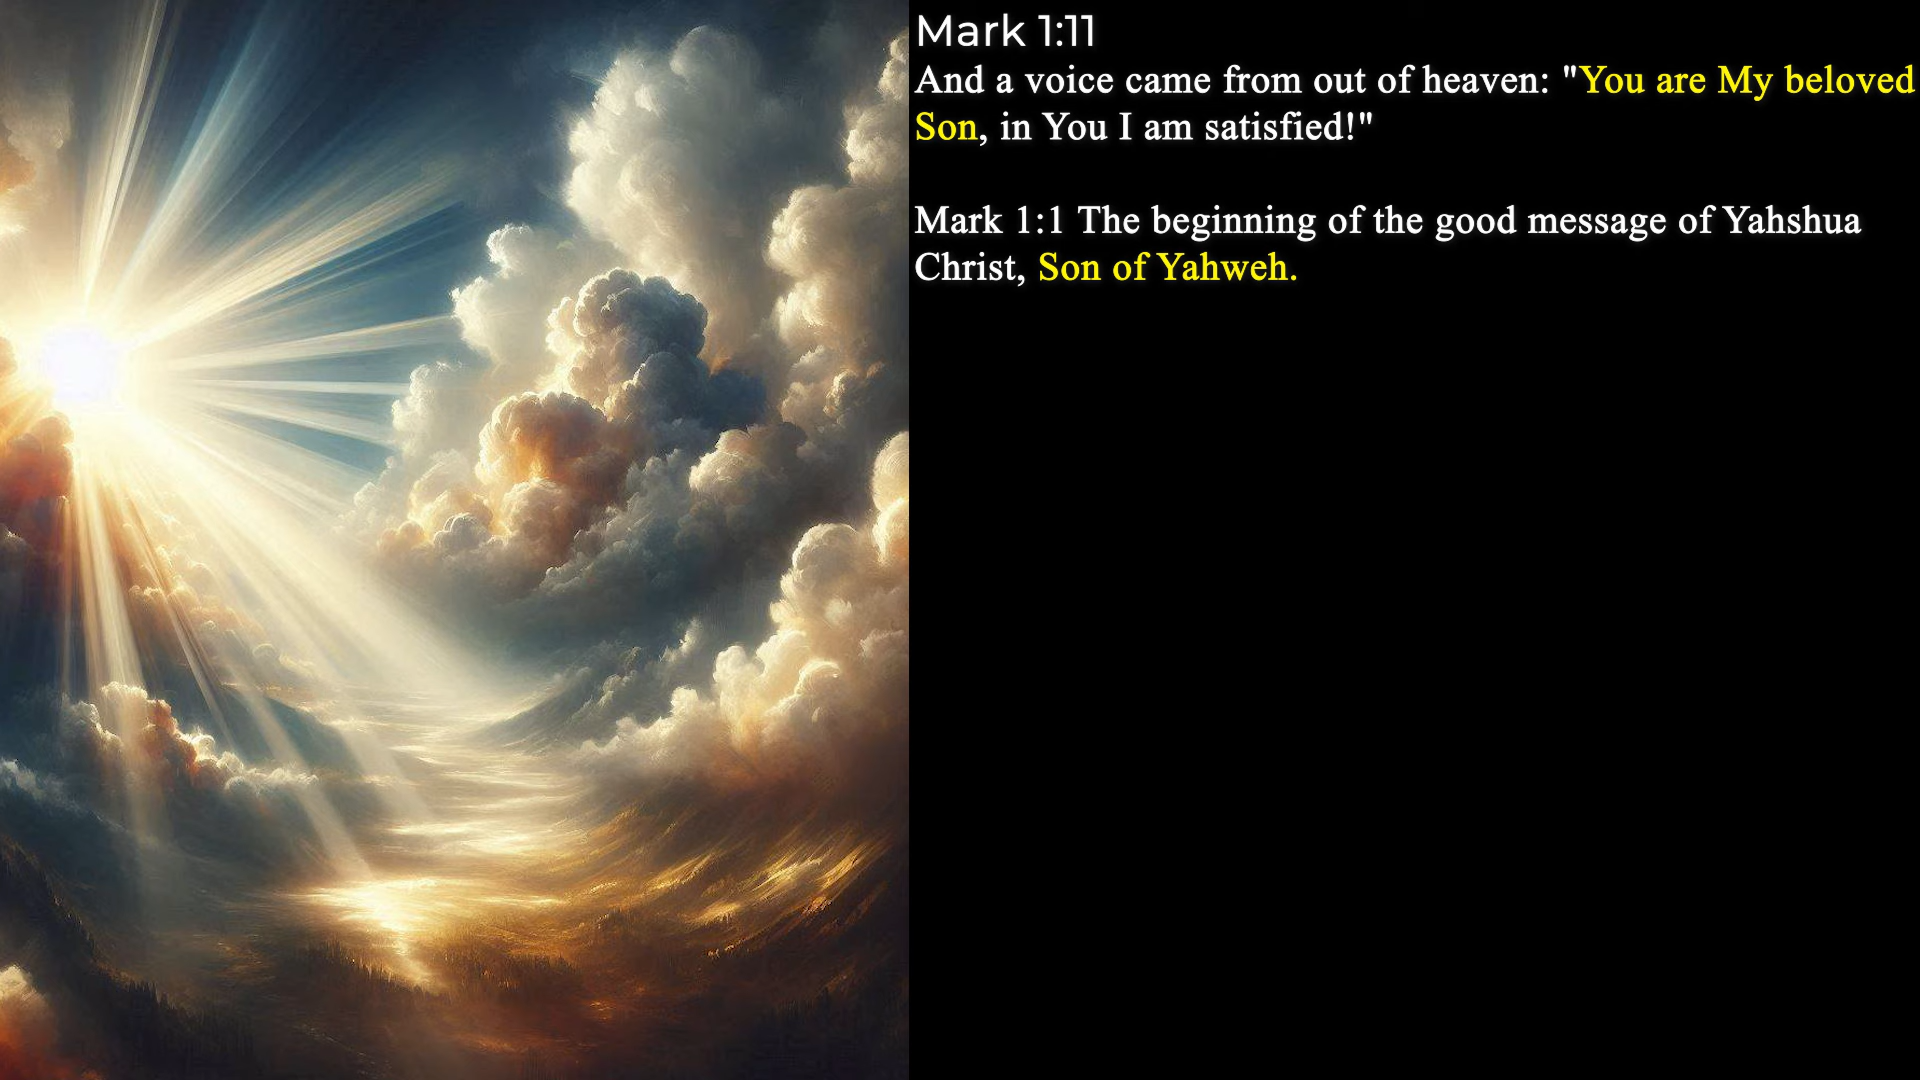 Mark 1:11
And a voice came from out of heaven: "You are My beloved
Son, in You I am satisfied!"
Mark 1:1 The beginning of the good message of Yahshua
Christ, Son of Yahweh.